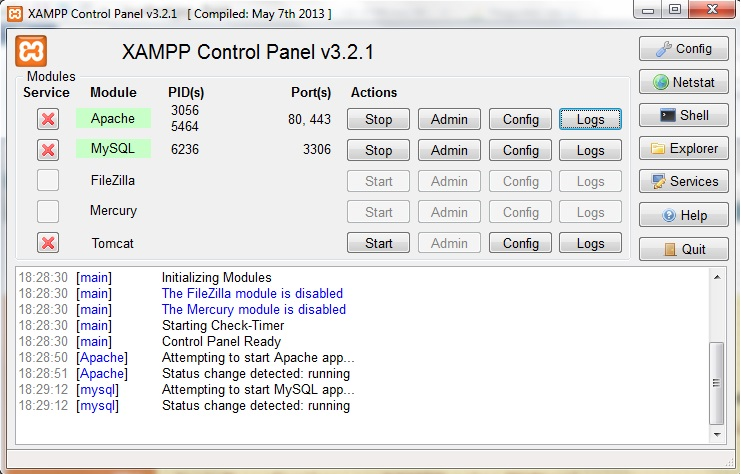 XAMPP Control Panel v3.2.1 [ Compiled: May 7th 2013 ]
XAMPP Control Panel v3.2.1
Config
Modules
Service Module PID(s) Port(s) Actions
Netstat
Apache 3056 5464 80, 443 Stop Admin Config Logs
Shell
MySQL 6236 3306 Stop Admin Config Logs
Explorer
FileZilla Start Admin Config Logs
Services
Mercury Start Admin Config Logs
Help
Tomcat Start Admin Config Logs
Quit
18:28:30 [main] Initializing Modules
18:28:30 [main] The FileZilla module is disabled
18:28:30 [main] The Mercury module is disabled
18:28:30 [main] Starting Check-Timer
18:28:30 [main] Control Panel Ready
18:28:50 [Apache] Attempting to start Apache app...
18:28:51 [Apache] Status change detected: running
18:29:12 [mysql] Attempting to start MySQL app...
18:29:12 [mysql] Status change detected: running